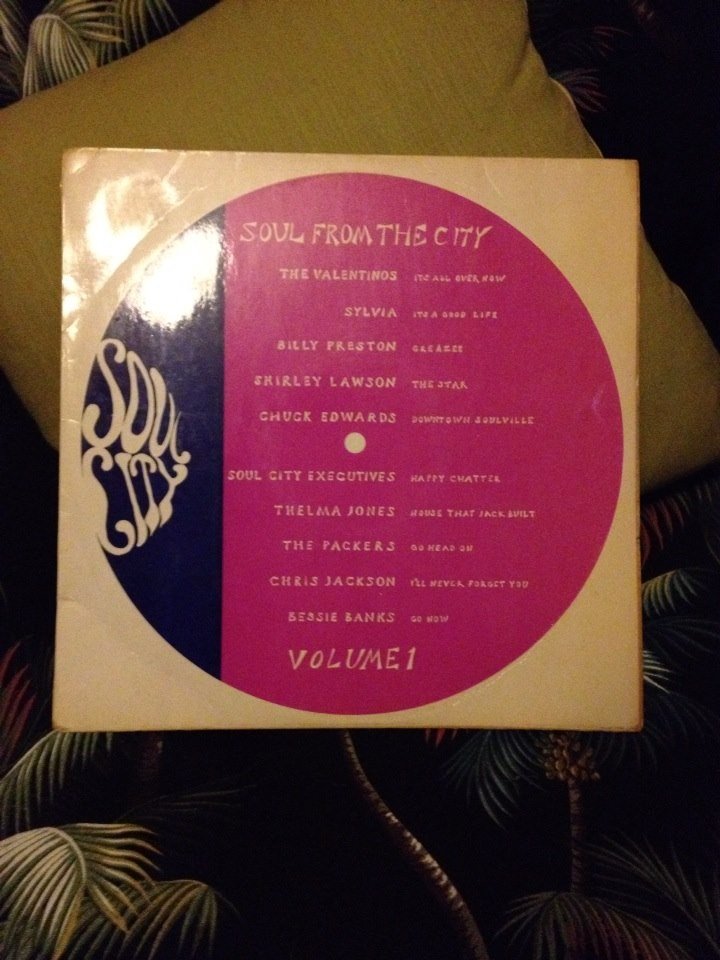 SOUL FROM THE CITY
THE VALENTINOS ITS ALL OVER NOW
SYLVIA ITS A GOOD LIFE
BILLY PRESTON GREAZEE
SHIRLEY LAWSON THE STAR
CHUCK EDWARDS DOWNTOWN SOULVILLE
SOUL
CITY
SOUL CITY EXECUTIVES HAPPY CHATTER
THELMA JONES HOUSE THAT JACK BUILT
THE PACKERS GO HEAD ON
CHRIS JACKSON I'LL NEVER FORGET YOU
BESSIE BANKS GO NOW
VOLUME 1